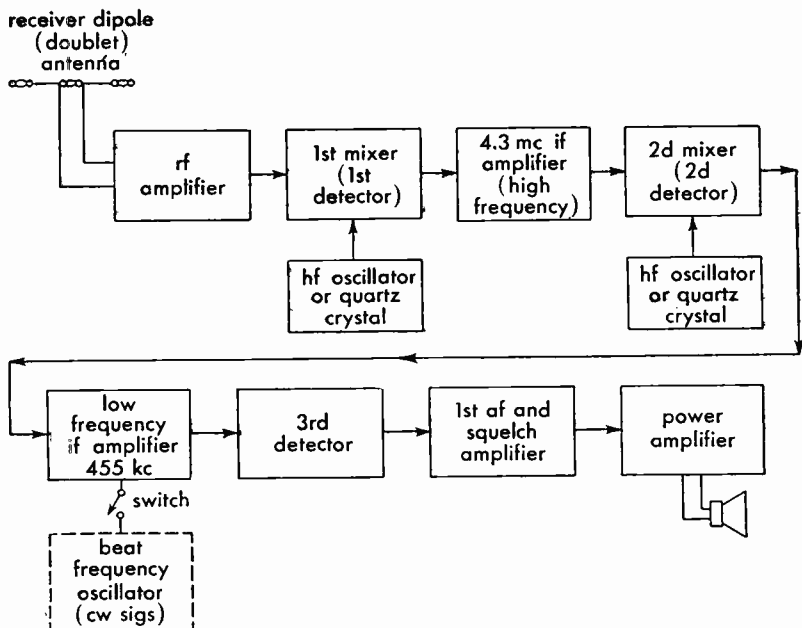 receiver dipole
(doublet)
antenna
rf
amplifier
1st mixer
(1st
detector)
4.3 mc if
amplifier
(high
frequency)
2d mixer
(2d
detector)
hf oscillator
or quartz
crystal
hf oscillator
or quartz
crystal
low
frequency
if amplifier
455 kc
3rd
detector
1st af and
squelch
amplifier
power
amplifier
switch
beat
frequency
oscillator
(cw sigs)